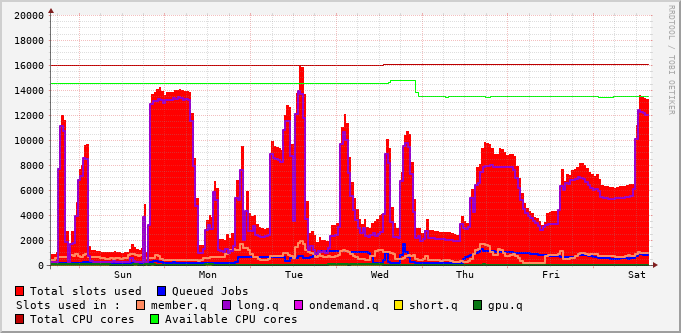 20000
18000
16000
14000
12000
10000
8000
6000
4000
2000
0
Sun Mon Tue Wed Thu Fri Sat
RRDTOOL / TOBI OETIKER
Total slots used Queued Jobs
Slots used in : member.q long.q ondemand.q short.q gpu.q
Total CPU cores Available CPU cores